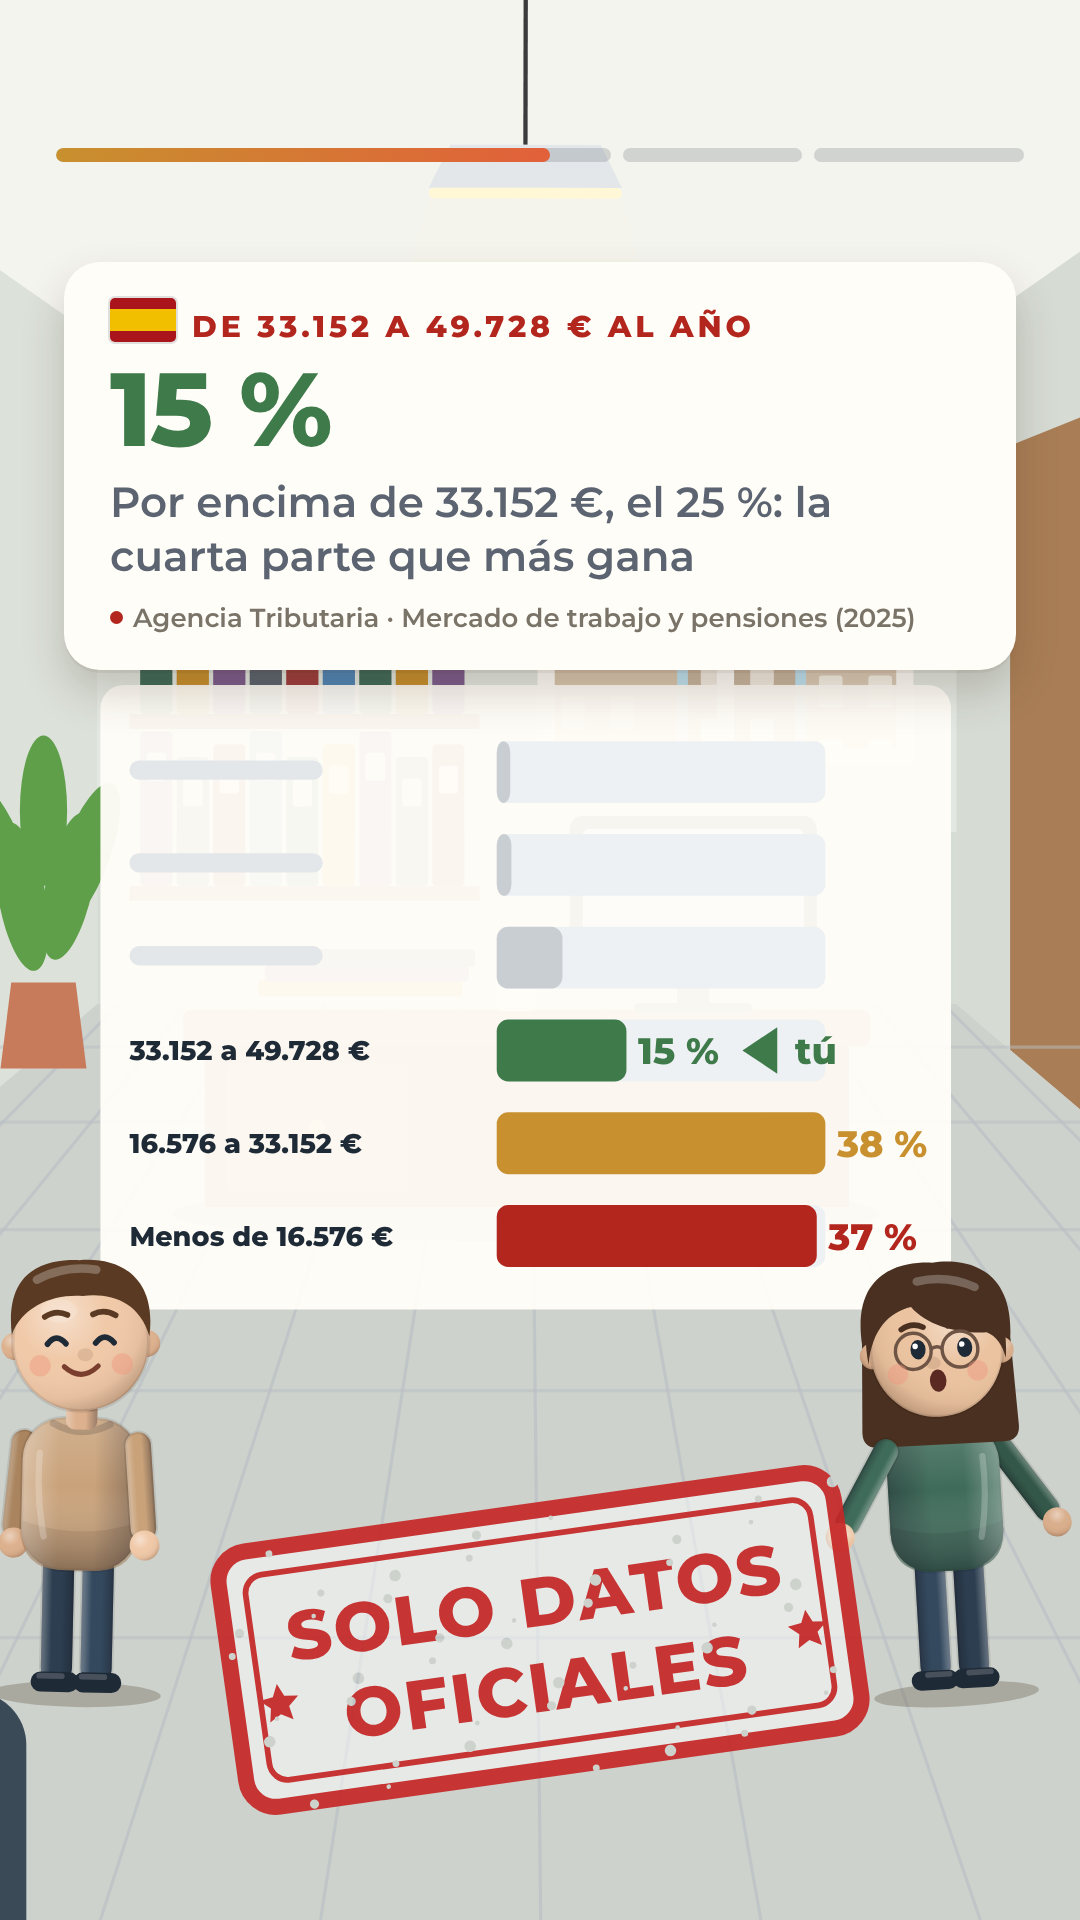 DE 33.152 A 49.728 € AL AÑO
15 %
Por encima de 33.152 €, el 25 %: la
cuarta parte que más gana
Agencia Tributaria · Mercado de trabajo y pensiones (2025)
33.152 a 49.728 € 15 % tú
16.576 a 33.152 € 38 %
Menos de 16.576 € 37 %
SOLO DATOS
OFICIALES